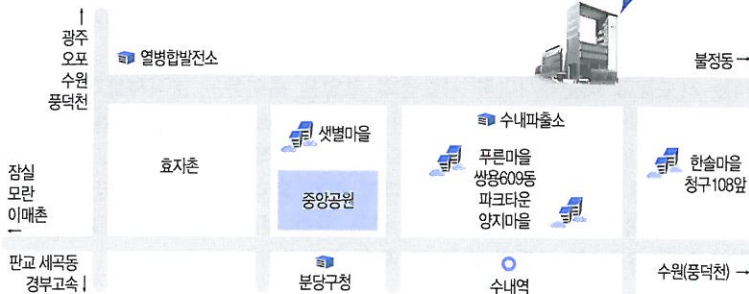 광주
오포
수원
풍덕천
열병합발전소
불정동
샛별마을
수내파출소
효자촌
푸른마을
쌍용609동
파크타운
양지마을
한솔마을
청구108앞
잠실
모란
이매촌
중앙공원
판교 세곡동
경부고속
분당구청
수내역
수원(풍덕천)